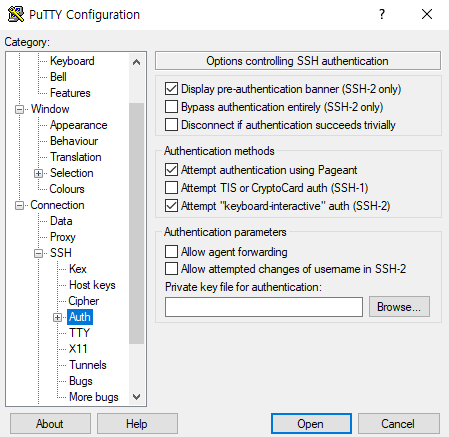 PuTTY Configuration
?
Category:
Keyboard
Bell
Features
Window
Appearance
Behaviour
Translation
Selection
Colours
Connection
Data
Proxy
SSH
Kex
Host keys
Cipher
Auth
TTY
X11
Tunnels
Bugs
More bugs
Options controlling SSH authentication
Display pre-authentication banner (SSH-2 only)
Bypass authentication entirely (SSH-2 only)
Disconnect if authentication succeeds trivially
Authentication methods
Attempt authentication using Pageant
Attempt TIS or CryptoCard auth (SSH-1)
Attempt "keyboard-interactive" auth (SSH-2)
Authentication parameters
Allow agent forwarding
Allow attempted changes of username in SSH-2
Private key file for authentication:
Browse...
About
Help
Open
Cancel